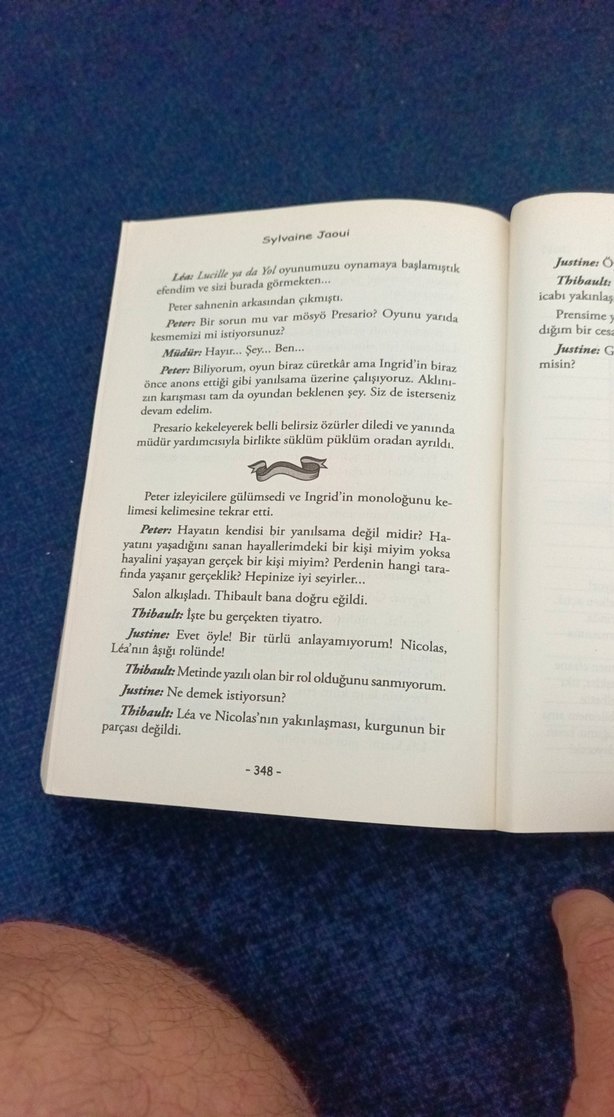 Sylvaine Jaoui
Léa: Lucille ya da Yol oyunumuzu oynamaya başlamıştık
efendim ve sizi burada görmekten...
Peter sahnenin arkasından çıkmıştı.
Peter: Bir sorun mu var mösyö Presario? Oyunu yarıda
kesmemizi mi istiyorsunuz?
Müdür: Hayır... Şey... Ben...
Peter: Biliyorum, oyun biraz cüretkâr ama Ingrid'in biraz
önce anons ettiği gibi yanılsama üzerine çalışıyoruz. Aklını-
zın karışması tam da oyundan beklenen şey. Siz de isterseniz
devam edelim.
Presario kekeleyerek belli belirsiz özürler diledi ve yanında
müdür yardımcısıyla birlikte süklüm püklüm oradan ayrıldı.
Peter izleyicilere gülümsedi ve Ingrid'in monoloğunu ke-
limesi kelimesine tekrar etti.
Peter: Hayatın kendisi bir yanılsama değil midir? Ha-
yatını yaşadığını sanan hayallerimdeki bir kişi miyim yoksa
hayalini yaşayan gerçek bir kişi miyim? Perdenin hangi tara-
fında yaşanır gerçeklik? Hepinize iyi seyirler...
Salon alkışladı. Thibault bana doğru eğildi.
Thibault: İşte bu gerçekten tiyatro.
Justine: Evet öyle! Bir türlü anlayamıyorum! Nicolas,
Léa'nın âşığı rolünde!
Thibault: Metinde yazılı olan bir rol olduğunu sanmıyorum.
Justine: Ne demek istiyorsun?
Thibault: Léa ve Nicolas'nın yakınlaşması, kurgunun bir
parçası değildi.
- 348 -
Justine: Ö
Thibault:
icabı yakınlaş
Prensime y
dığım bir cesa
Justine: G
misin?